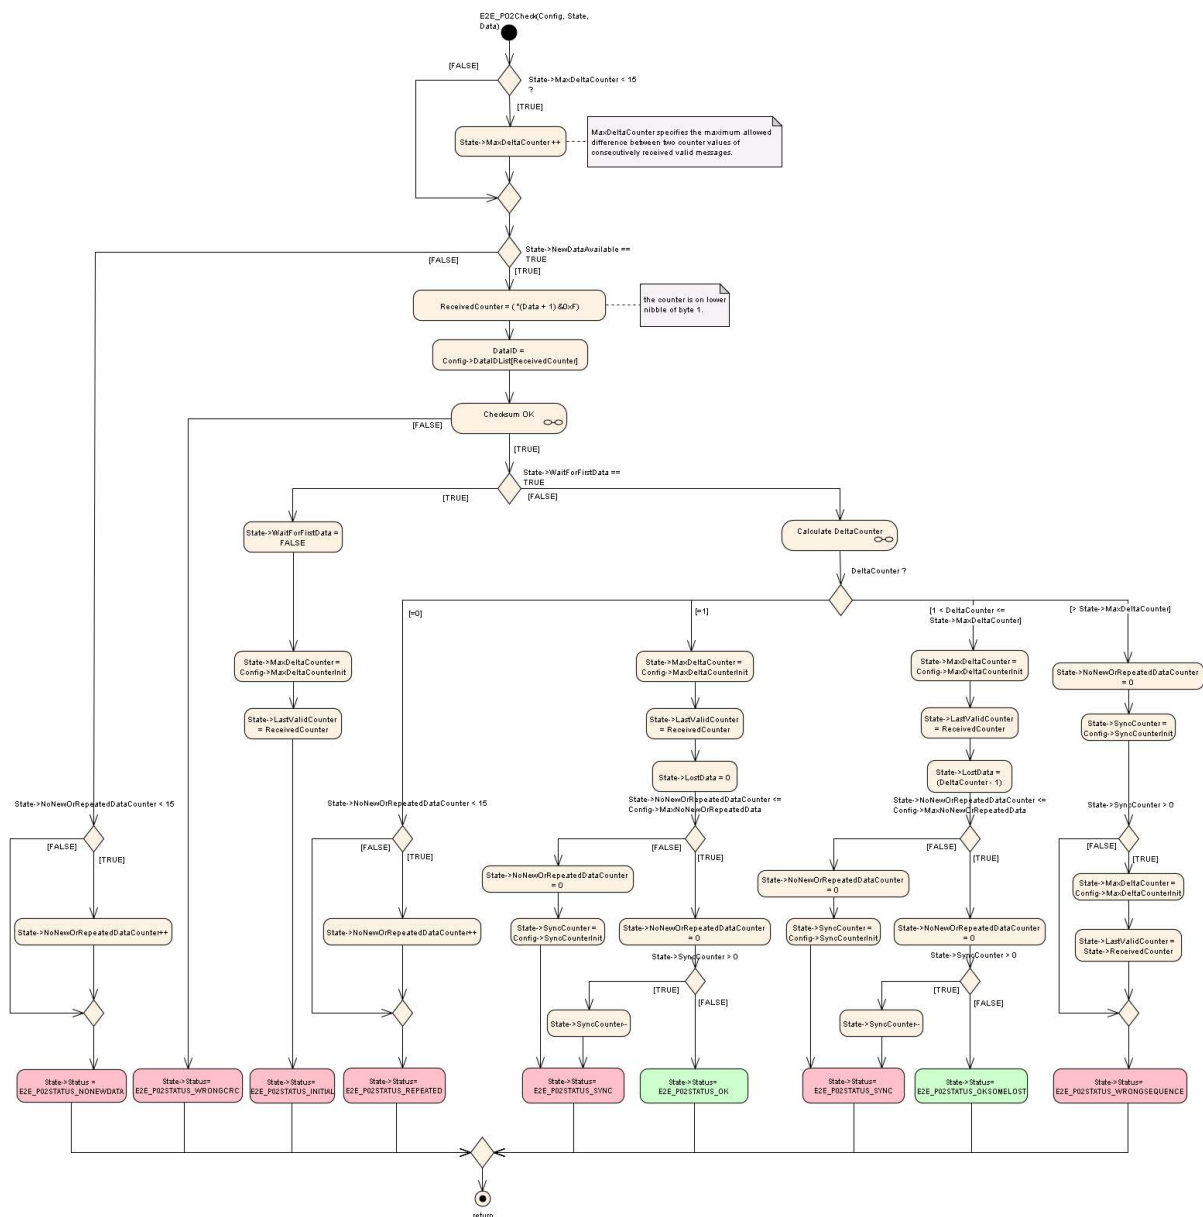 E2E_P02Check(Config, State,
Data)
[FALSE]
State->MaxDeltaCounter < 15
?
[TRUE]
State->MaxDeltaCounter++
MaxDeltaCounter specifies the maximum allowed
difference between two counter values of
consecutively received valid messages.
State->NewDataAvailable ==
TRUE
[FALSE]
[TRUE]
ReceivedCounter = ( *(Data + 1) &0xF)
the counter is on lower
nibble of byte 1.
DataID =
Config->DataIDList[ReceivedCounter]
Checksum OK
[FALSE]
[TRUE]
State->WaitForFirstData ==
TRUE
[TRUE]
[FALSE]
State->WaitForFirstData =
FALSE
Calculate DeltaCounter
DeltaCounter ?
[=0]
[=1]
[1 < DeltaCounter <=
State->MaxDeltaCounter]
[> State->MaxDeltaCounter]
State->MaxDeltaCounter =
Config->MaxDeltaCounterInit
State->MaxDeltaCounter =
Config->MaxDeltaCounterInit
State->MaxDeltaCounter =
Config->MaxDeltaCounterInit
State->NoNewOrRepeatedDataCounter
= 0
State->LastValidCounter
= ReceivedCounter
State->LastValidCounter
= ReceivedCounter
State->LastValidCounter
= ReceivedCounter
State->SyncCounter =
Config->SyncCounterInit
State->LostData = 0
State->LostData =
(DeltaCounter - 1)
State->NoNewOrRepeatedDataCounter < 15
State->NoNewOrRepeatedDataCounter < 15
State->NoNewOrRepeatedDataCounter <=
Config->MaxNoNewOrRepeatedData
State->NoNewOrRepeatedDataCounter <=
Config->MaxNoNewOrRepeatedData
State->SyncCounter > 0
[FALSE]
[TRUE]
[FALSE]
[TRUE]
[FALSE]
[TRUE]
[FALSE]
[TRUE]
[FALSE]
[TRUE]
State->NoNewOrRepeatedDataCounter
= 0
State->NoNewOrRepeatedDataCounter
= 0
State->MaxDeltaCounter =
Config->MaxDeltaCounterInit
State->NoNewOrRepeatedDataCounter++
State->NoNewOrRepeatedDataCounter++
State->SyncCounter =
Config->SyncCounterInit
State->NoNewOrRepeatedDataCounter
= 0
State->SyncCounter =
Config->SyncCounterInit
State->NoNewOrRepeatedDataCounter
= 0
State->LastValidCounter =
State->ReceivedCounter
State->SyncCounter > 0
State->SyncCounter > 0
[TRUE]
[FALSE]
[TRUE]
[FALSE]
State->SyncCounter--
State->SyncCounter--
State->Status =
E2E_P02STATUS_NONEWDATA
State->Status=
E2E_P02STATUS_WRONGCRC
State->Status=
E2E_P02STATUS_INITIAL
State->Status=
E2E_P02STATUS_REPEATED
State->Status=
E2E_P02STATUS_SYNC
State->Status=
E2E_P02STATUS_OK
State->Status=
E2E_P02STATUS_SYNC
State->Status=
E2E_P02STATUS_OKSOMELOST
State->Status=
E2E_P02STATUS_WRONGSEQUENCE
return